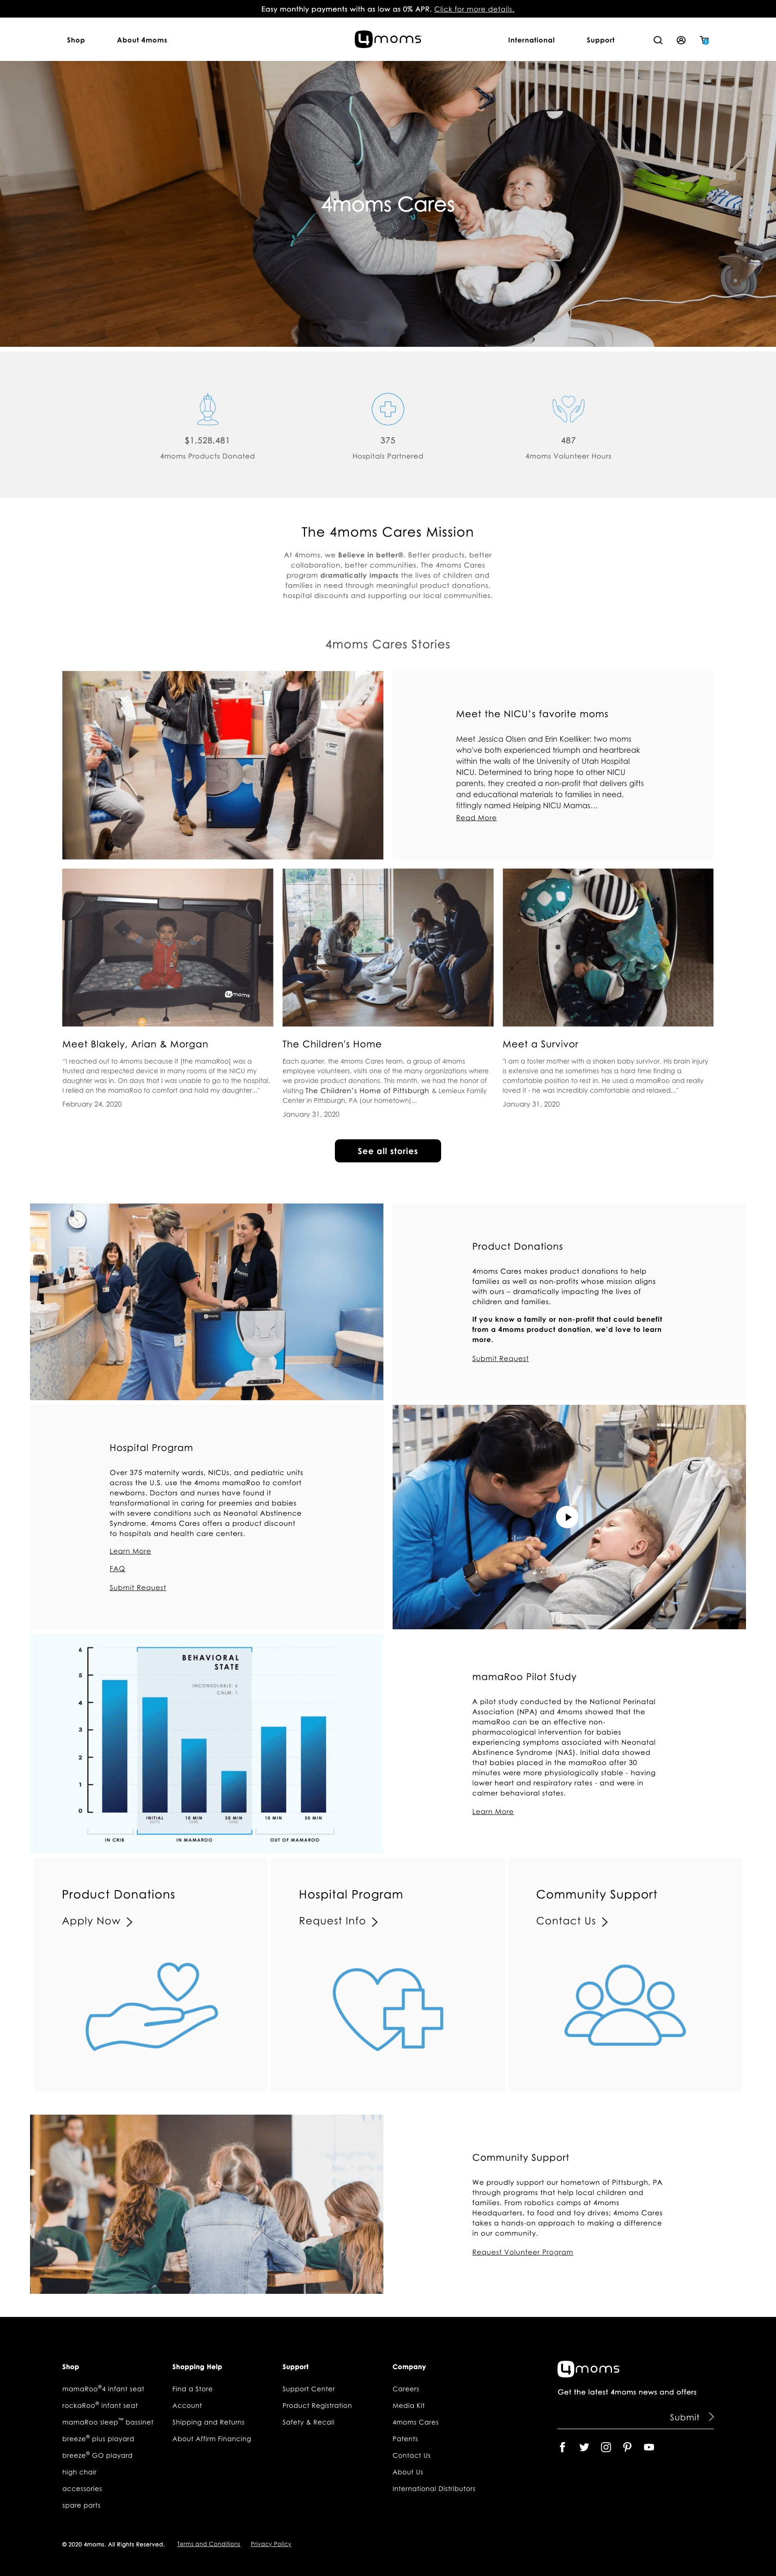 Easy monthly payments with as low as 0% APR. Click for more details.
Shop
About 4moms
4moms
International
Support
4moms Cares
$1,528,481
4moms Products Donated
375
Hospitals Partnered
487
4moms Volunteer Hours
The 4moms Cares Mission
At 4moms, we Believe in better®. Better products, better
collaboration, better communities. The 4moms Cares
program dramatically impacts the lives of children and
families in need through meaningful product donations,
hospital discounts and supporting our local communities.
4moms Cares Stories
Meet the NICU's favorite moms
Meet Jessica Olsen and Erin Koelliker: two moms
who've both experienced triumph and heartbreak
within the walls of the University of Utah Hospital
NICU. Determined to bring hope to other NICU
parents, they created a non-profit that delivers gifts
and educational materials to families in need,
fittingly named Helping NICU Mamas...
Read More
4moms
Meet Blakely, Arian & Morgan
"I reached out to 4moms because it [the mamaRoo] was a
trusted and respected device in many rooms of the NICU my
daughter was in. On days that I was unable to go to the hospital,
I relied on the mamaRoo to comfort and hold my daughter..."
February 24, 2020
The Children's Home
Each quarter, the 4moms Cares team, a group of 4moms
employee volunteers, visits one of the many organizations where
we provide product donations. This month, we had the honor of
visiting The Children's Home of Pittsburgh & Lemieux Family
Center in Pittsburgh, PA (our hometown)...
January 31, 2020
Meet a Survivor
"I am a foster mother with a shaken baby survivor. His brain injury
is extensive and he sometimes has a hard time finding a
comfortable position to rest in. He used a mamaRoo and really
loved it - he was incredibly comfortable and relaxed..."
January 31, 2020
See all stories
Product Donations
4moms Cares makes product donations to help
families as well as non-profits whose mission aligns
with ours – dramatically impacting the lives of
children and families.
If you know a family or non-profit that could benefit
from a 4moms product donation, we'd love to learn
more.
Submit Request
Hospital Program
Over 375 maternity wards, NICUs, and pediatric units
across the U.S. use the 4moms mamaRoo to comfort
newborns. Doctors and nurses have found it
transformational in caring for preemies and babies
with severe conditions such as Neonatal Abstinence
Syndrome. 4moms Cares offers a product discount
to hospitals and health care centers.
Learn More
FAQ
Submit Request
BEHAVIORAL
STATE
INCONSOLABLE: 6
CALM: 1
6
5
4
3
2
1
0
INITIAL
10 MIN
30 MIN
10 MIN
30 MIN
IN CRIB
IN MAMAROO
OUT OF MAMAROO
mamaRoo Pilot Study
A pilot study conducted by the National Perinatal
Association (NPA) and 4moms showed that the
mamaRoo can be an effective non-
pharmacological intervention for babies
experiencing symptoms associated with Neonatal
Abstinence Syndrome (NAS). Initial data showed
that babies placed in the mamaRoo after 30
minutes were more physiologically stable - having
lower heart and respiratory rates - and were in
calmer behavioral states.
Learn More
Product Donations
Apply Now
Hospital Program
Request Info
Community Support
Contact Us
Community Support
We proudly support our hometown of Pittsburgh, PA
through programs that help local children and
families. From robotics camps at 4moms
Headquarters, to food and toy drives; 4moms Cares
takes a hands-on approach to making a difference
in our community.
Request Volunteer Program
Shop
mamaRoo®4 infant seat
rockaRoo® infant seat
mamaRoo sleep™ bassinet
breeze® plus playard
breeze® GO playard
high chair
accessories
spare parts
Shopping Help
Find a Store
Account
Shipping and Returns
About Affirm Financing
Support
Support Center
Product Registration
Safety & Recall
Company
Careers
Media Kit
4moms Cares
Patents
Contact Us
About Us
International Distributors
4moms
Get the latest 4moms news and offers
Submit
© 2020 4moms. All Rights Reserved.
Terms and Conditions
Privacy Policy